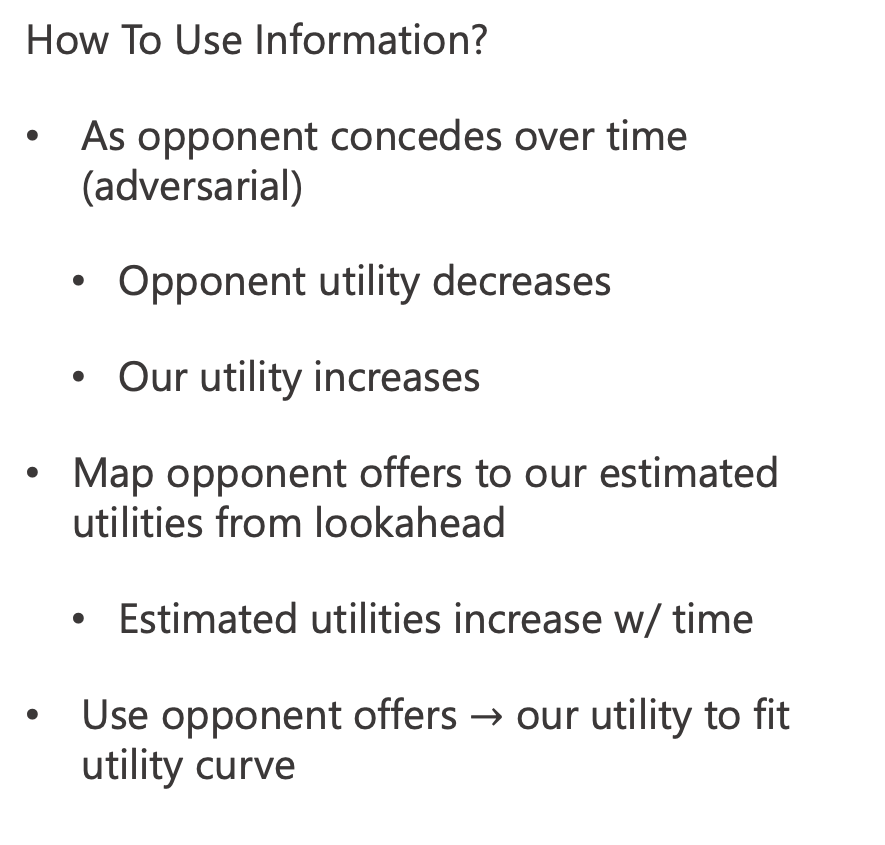 How To Use Information?
• As opponent concedes over time
(adversarial)
• Opponent utility decreases
• Our utility increases
• Map opponent offers to our estimated
utilities from lookahead
• Estimated utilities increase w/ time
• Use opponent offers → our utility to fit
utility curve